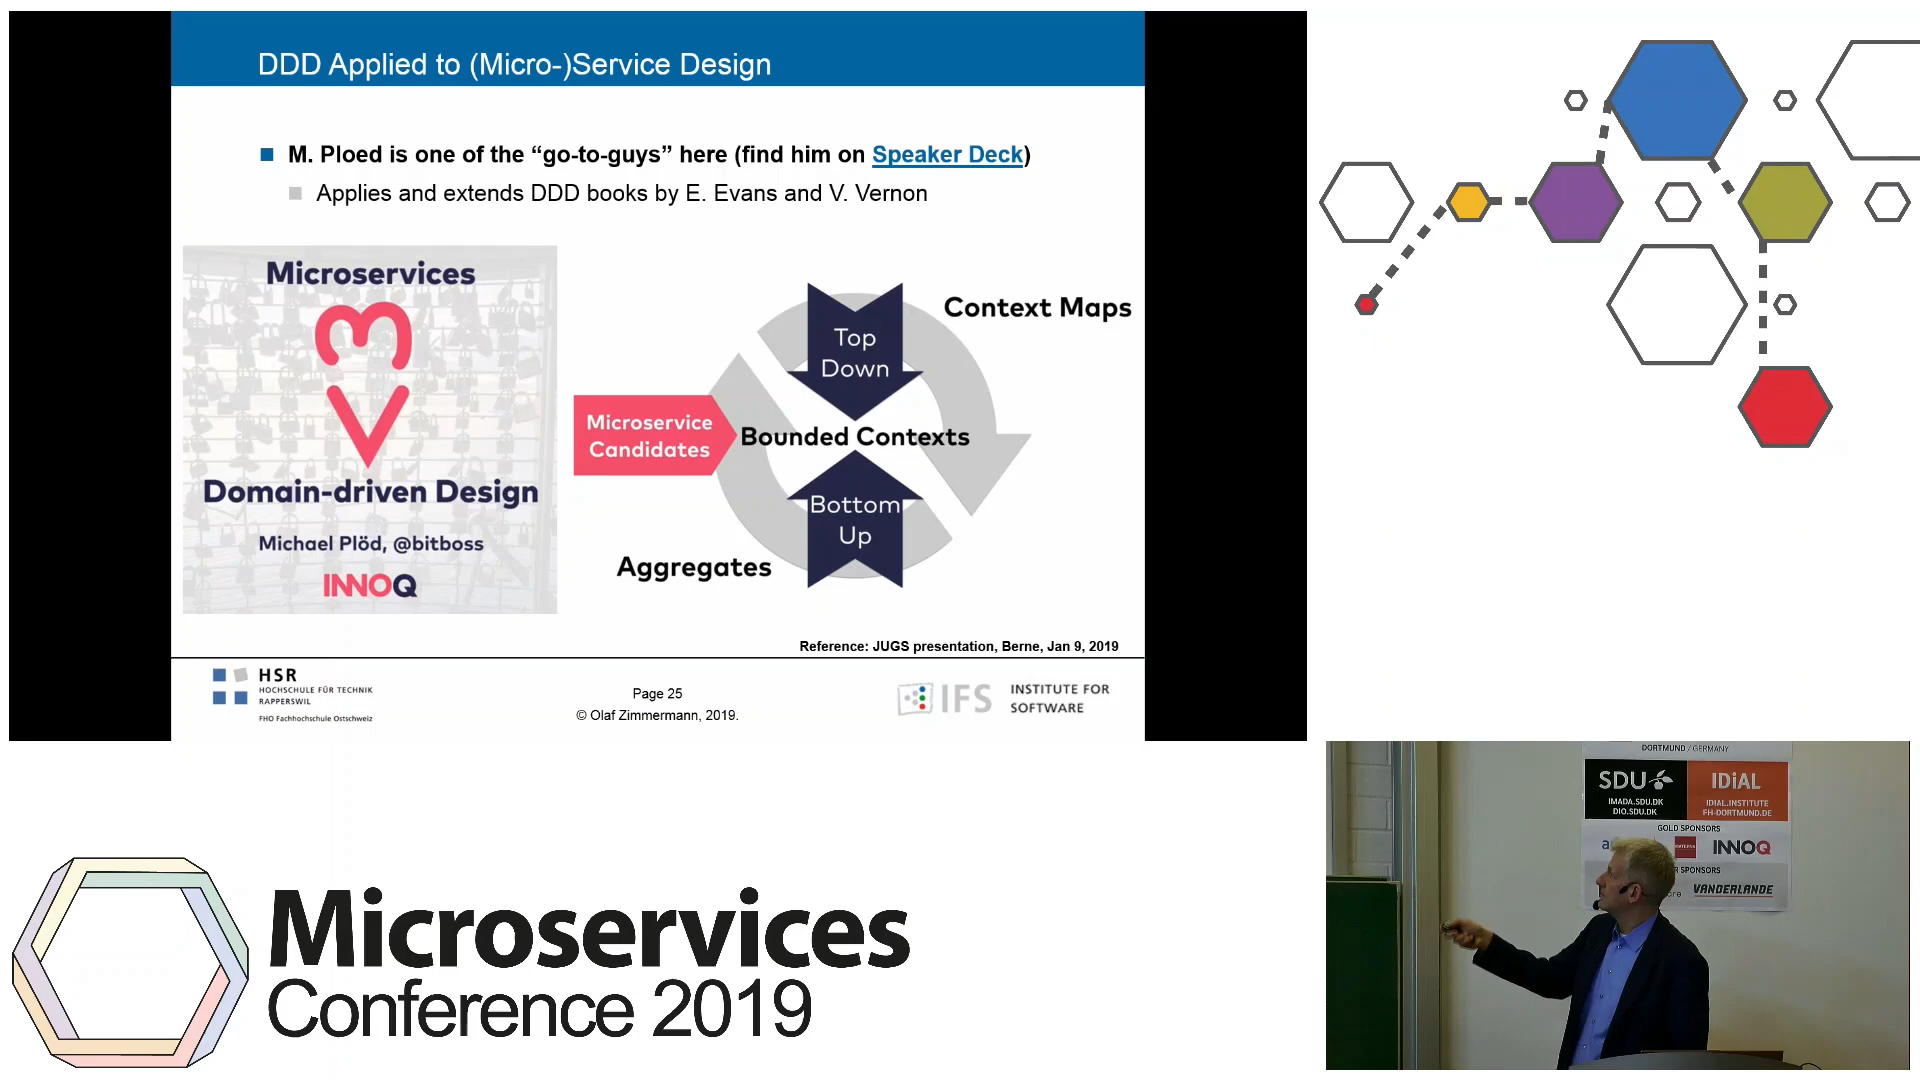 DDD Applied to (Micro-)Service Design
M. Ploed is one of the “go-to-guys” here (find him on Speaker Deck)
Applies and extends DDD books by E. Evans and V. Vernon
Microservices
Domain-driven Design
Michael Plöd, @bitboss
INNOQ
Context Maps
Top
Down
Microservice
Candidates
Bounded Contexts
Bottom
Up
Aggregates
Reference: JUGS presentation, Berne, Jan 9, 2019
HSR
HOCHSCHULE FÜR TECHNIK
RAPPERSWIL
FHO Fachhochschule Ostschweiz
Page 25
© Olaf Zimmermann, 2019.
IFS
INSTITUTE FOR
SOFTWARE
DORTMUND / GERMANY
SDU
IMADA.SDU.DK
DIO.SDU.DK
IDiAL
IDIAL.INSTITUTE
FH-DORTMUND.DE
GOLD SPONSORS
INNOQ
SPONSORS
VANDERLANDE
Microservices
Conference 2019